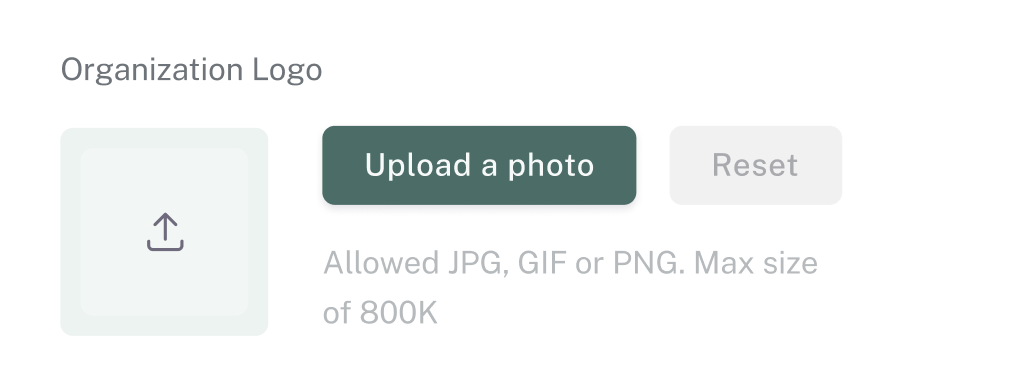 Organization Logo
Upload a photo
Reset
Allowed JPG, GIF or PNG. Max size
of 800K